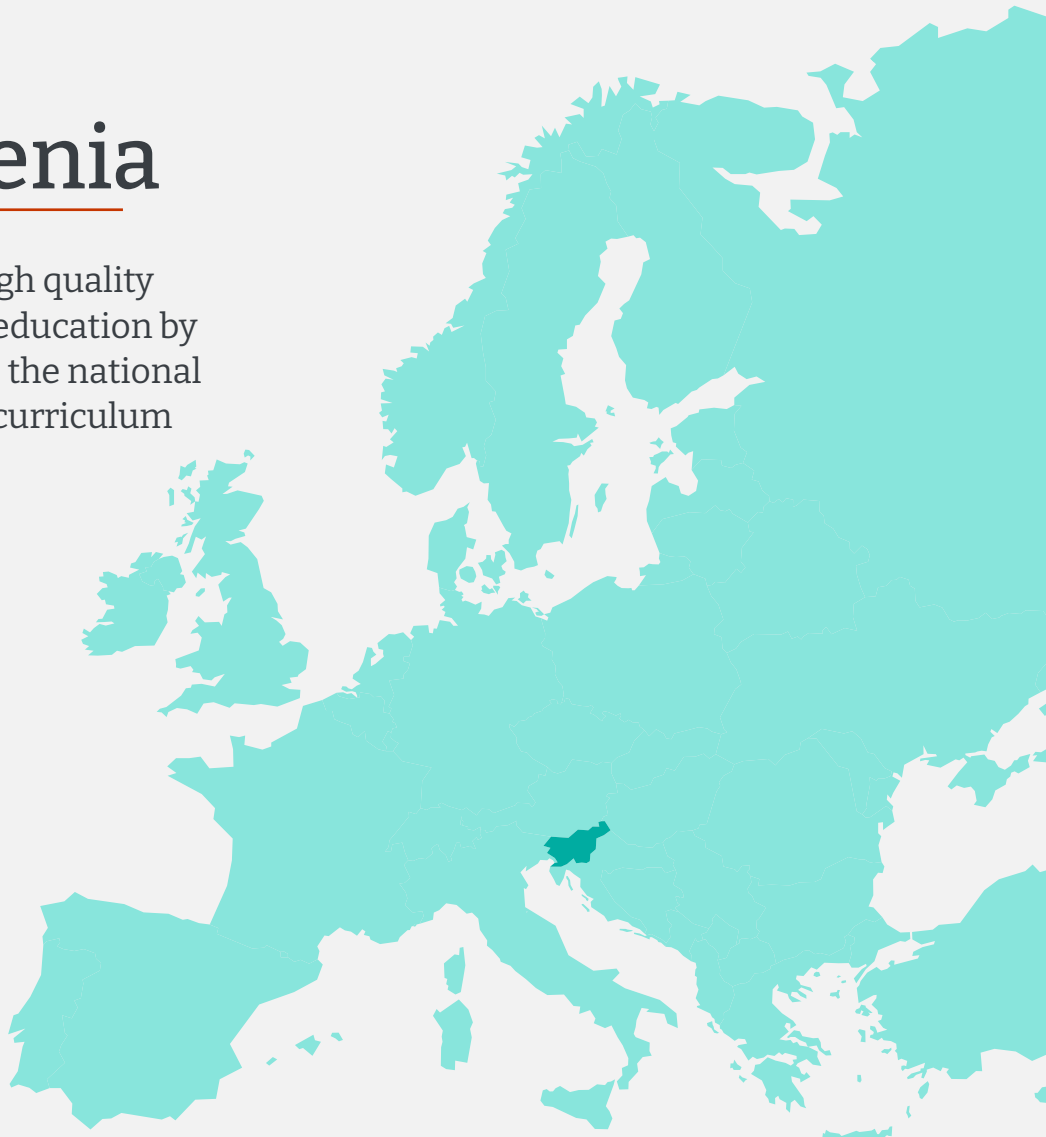 enia
gh quality
education by
the national
curriculum